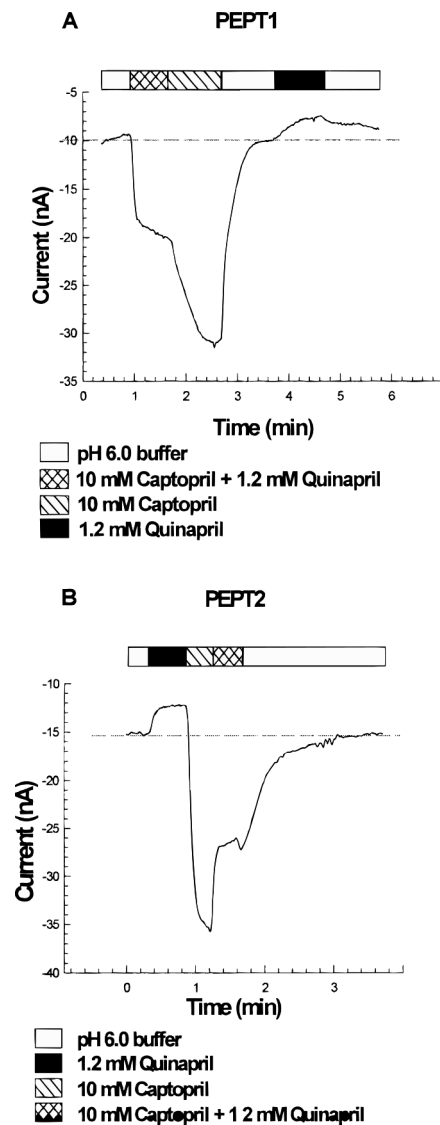 A PEPT1
-5
-10
-15
-20
-25
-30
-35
Current (nA)
0 1 2 3 4 5 6
Time (min)
pH 6.0 buffer
10 mM Captopril + 1.2 mM Quinapril
10 mM Captopril
1.2 mM Quinapril
B PEPT2
-10
-15
-20
-25
-30
-35
-40
Current (nA)
0 1 2 3
Time (min)
pH 6.0 buffer
1.2 mM Quinapril
10 mM Captopril
10 mM Captopril + 1 2 mM Quinapril